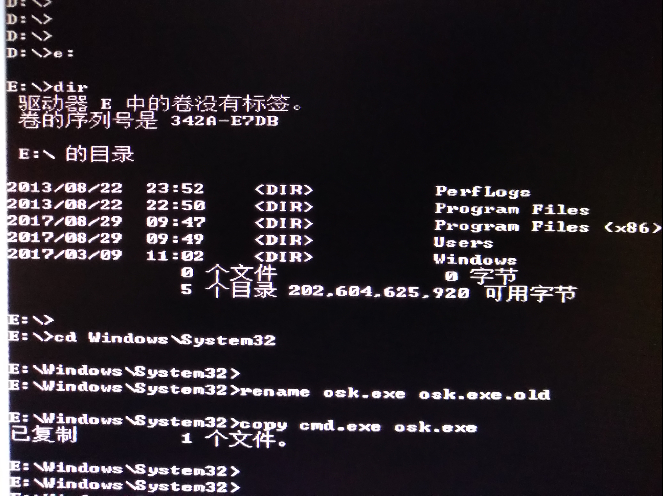 D:\>
D:\>
D:\>
D:\>e:
E:\>dir
驱动器 E 中的卷没有标签。
卷的序列号是 342A-E7DB
E:\ 的目录
2013/08/22 23:52 <DIR> PerfLogs
2013/08/22 22:50 <DIR> Program Files
2017/08/29 09:47 <DIR> Program Files (x86)
2017/08/29 09:49 <DIR> Users
2017/03/09 11:02 <DIR> Windows
0 个文件 0 字节
5 个目录 202,604,625,920 可用字节
E:\>
E:\>cd Windows\System32
E:\Windows\System32>
E:\Windows\System32>rename osk.exe osk.exe.old
E:\Windows\System32>copy cmd.exe osk.exe
已复制 1 个文件。
E:\Windows\System32>
E:\Windows\System32>
E:\Windows\System32>